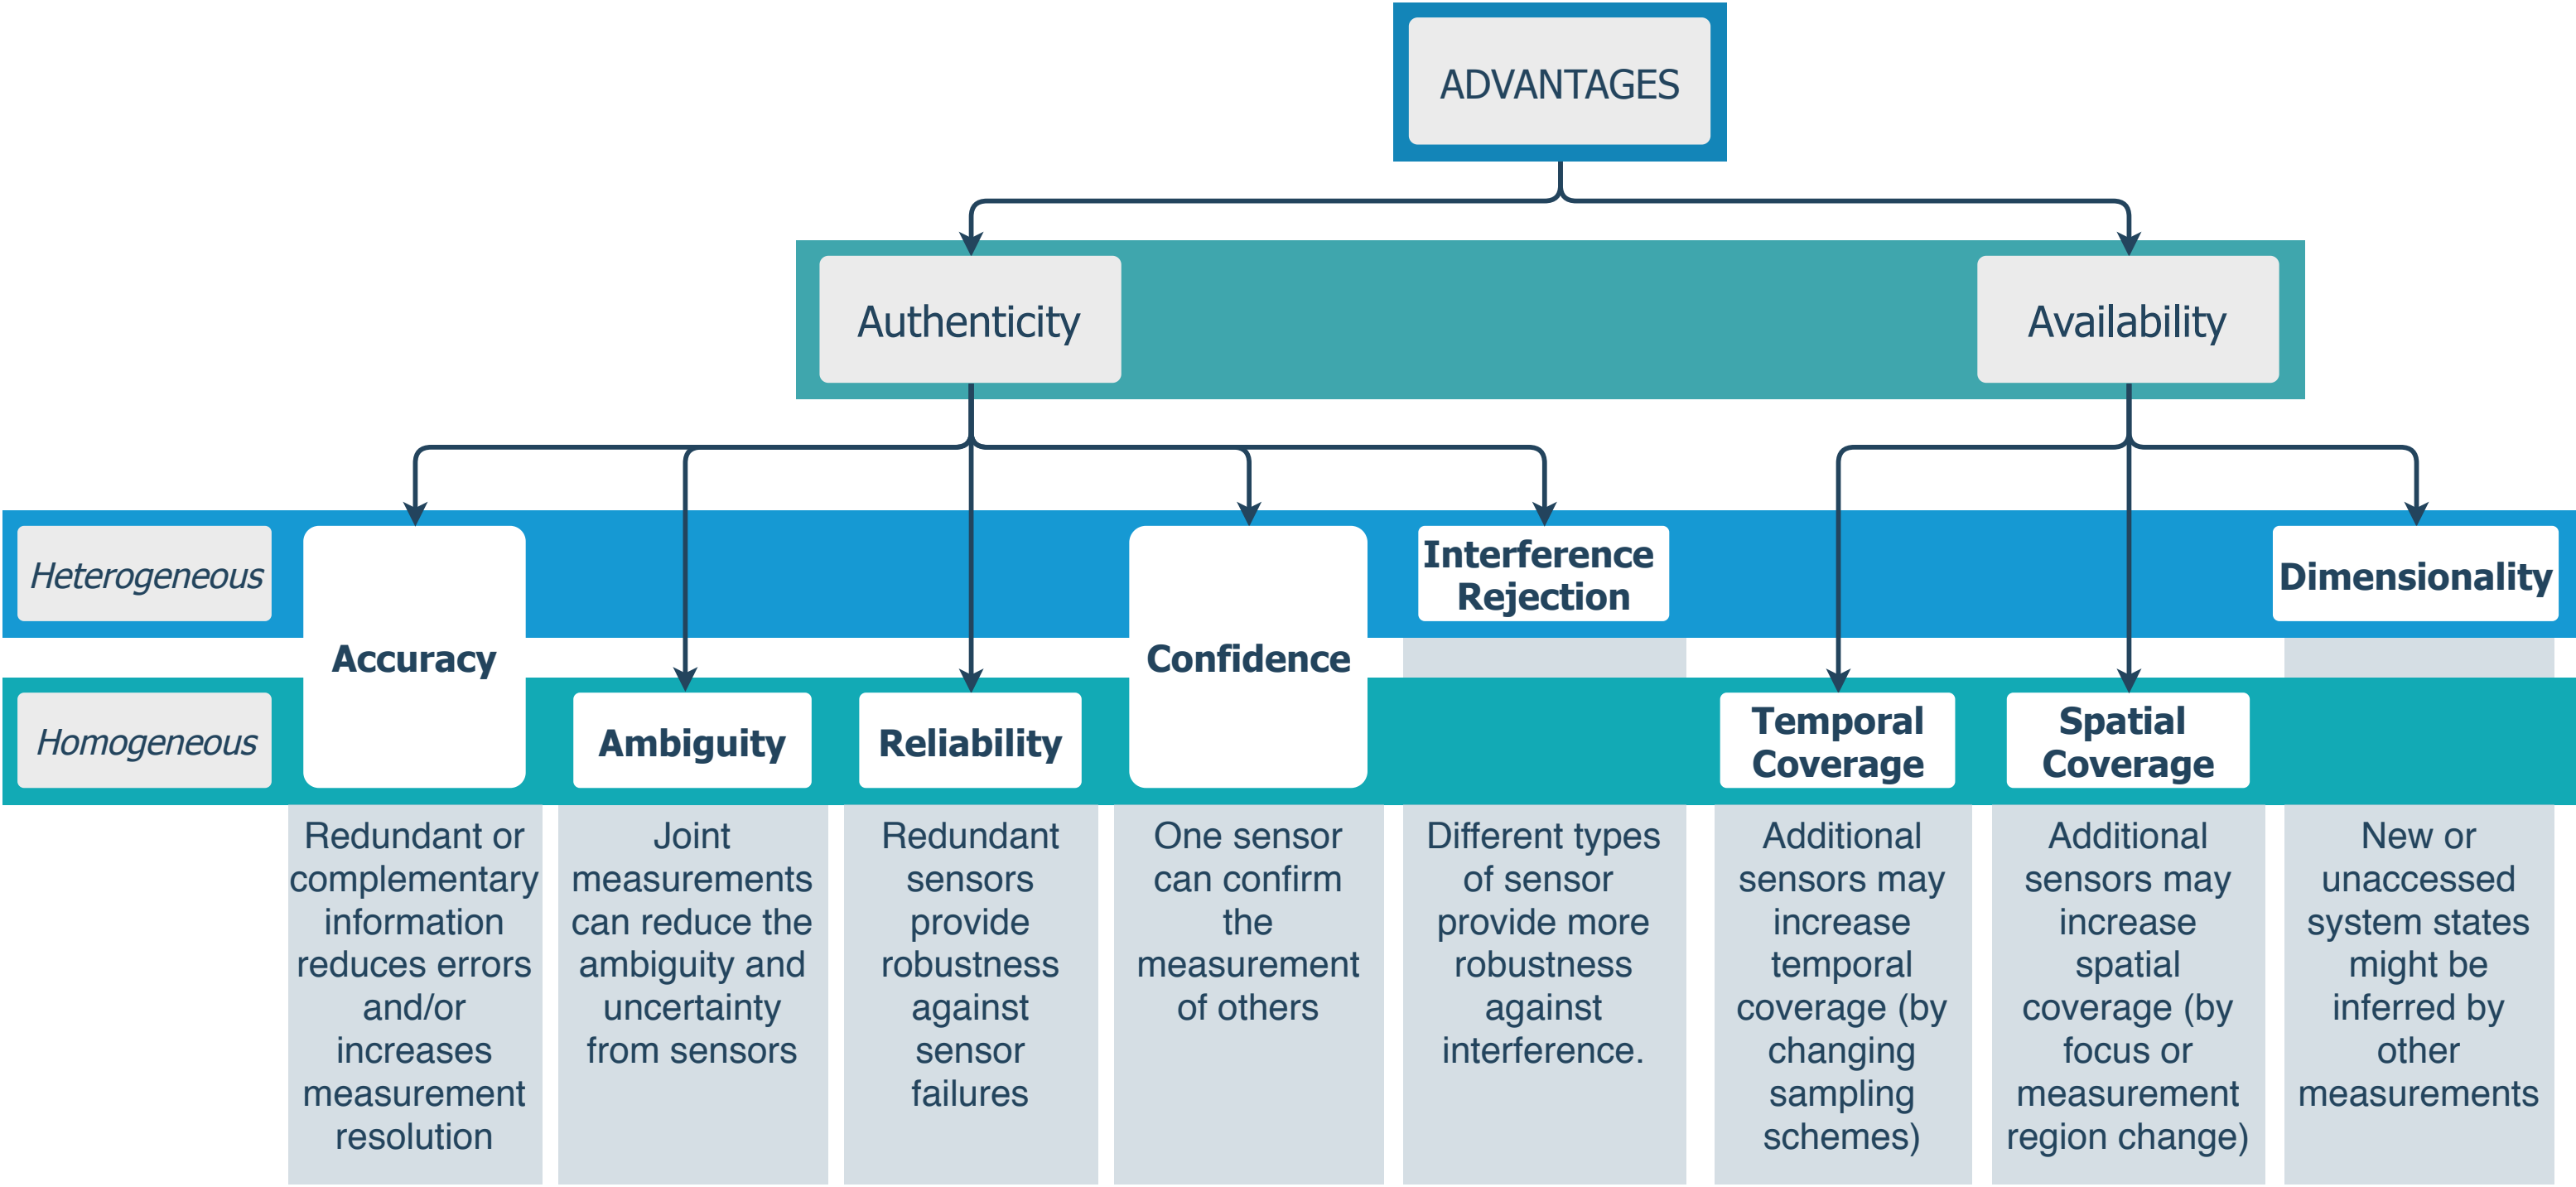 ADVANTAGES
Authenticity
Availability
Heterogeneous
Interference
Rejection
Dimensionality
Accuracy
Confidence
Homogeneous
Ambiguity
Reliability
Temporal
Coverage
Spatial
Coverage
Redundant or
complementary
information
reduces errors
and/or
increases
measurement
resolution
Joint
measurements
can reduce the
ambiguity and
uncertainty
from sensors
Redundant
sensors
provide
robustness
against
sensor
failures
One sensor
can confirm
the
measurement
of others
Different types
of sensor
provide more
robustness
against
interference.
Additional
sensors may
increase
temporal
coverage (by
changing
sampling
schemes)
Additional
sensors may
increase
spatial
coverage (by
focus or
measurement
region change)
New or
unaccessed
system states
might be
inferred by
other
measurements